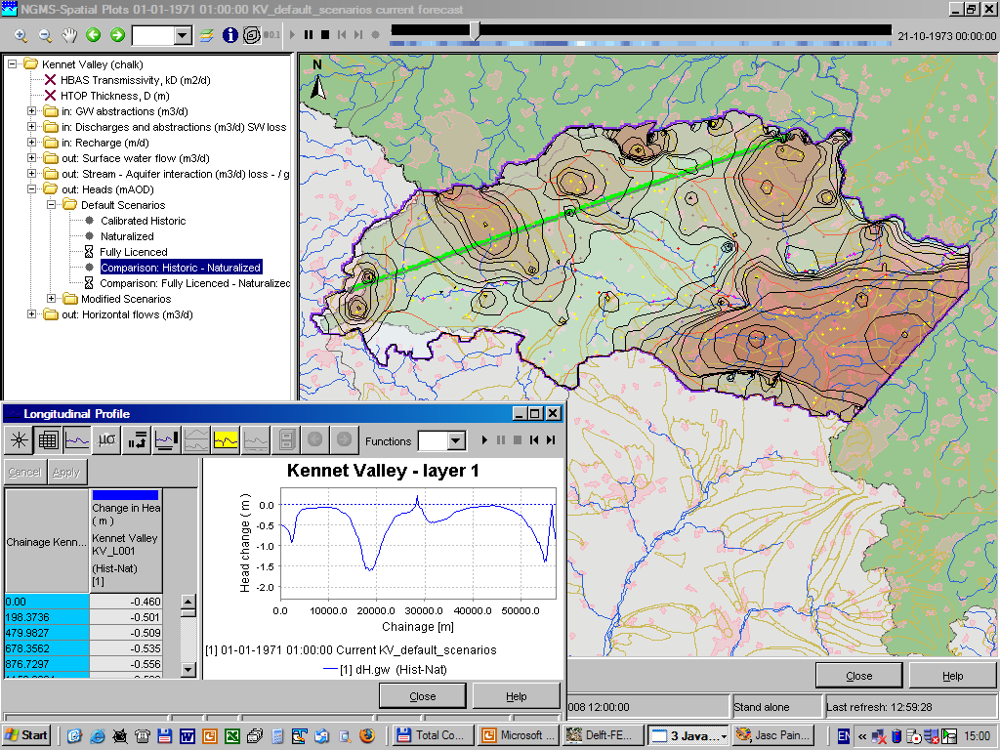 NGMS-Spatial Plots 01-01-1971 01:00:00 KV_default_scenarios current forecast
21-10-1973 00:00:00
Kennet Valley (chalk)
HBAS Transmissivity, kD (m2/d)
HTOP Thickness, D (m)
in: GW abstractions (m3/d)
in: Discharges and abstractions (m3/d) SW loss
in: Recharge (m/d)
out: Surface water flow (m3/d)
out: Stream - Aquifer interaction (m3/d) loss - / g
out: Heads (mAOD)
Default Scenarios
Calibrated Historic
Naturalized
Fully Licenced
Comparison: Historic - Naturalized
Comparison: Fully Licenced - Naturalized
Modified Scenarios
out: Horizontal flows (m3/d)
N
Longitudinal Profile
μσ
Functions
Cancel Apply
Chainage Kenn...
Change in Hea
( m )
Kennet Valley
KV_L001
(Hist-Nat)
[1]
0.00 -0.460
198.3736 -0.501
479.9827 -0.509
678.3562 -0.535
876.7297 -0.556
Kennet Valley - layer 1
Head change ( m )
0.0
-0.5
-1.0
-1.5
-2.0
0.0 10000.0 20000.0 30000.0 40000.0 50000.0
Chainage [m]
[1] 01-01-1971 01:00:00 Current KV_default_scenarios
[1] dH.gw (Hist-Nat)
Close Help
Close Help
008 12:00:00 Stand alone Last refresh: 12:59:28
Start Total Co... Microsoft ... Delft-FE... 3 Java... Jasc Pain... EN « 15:00